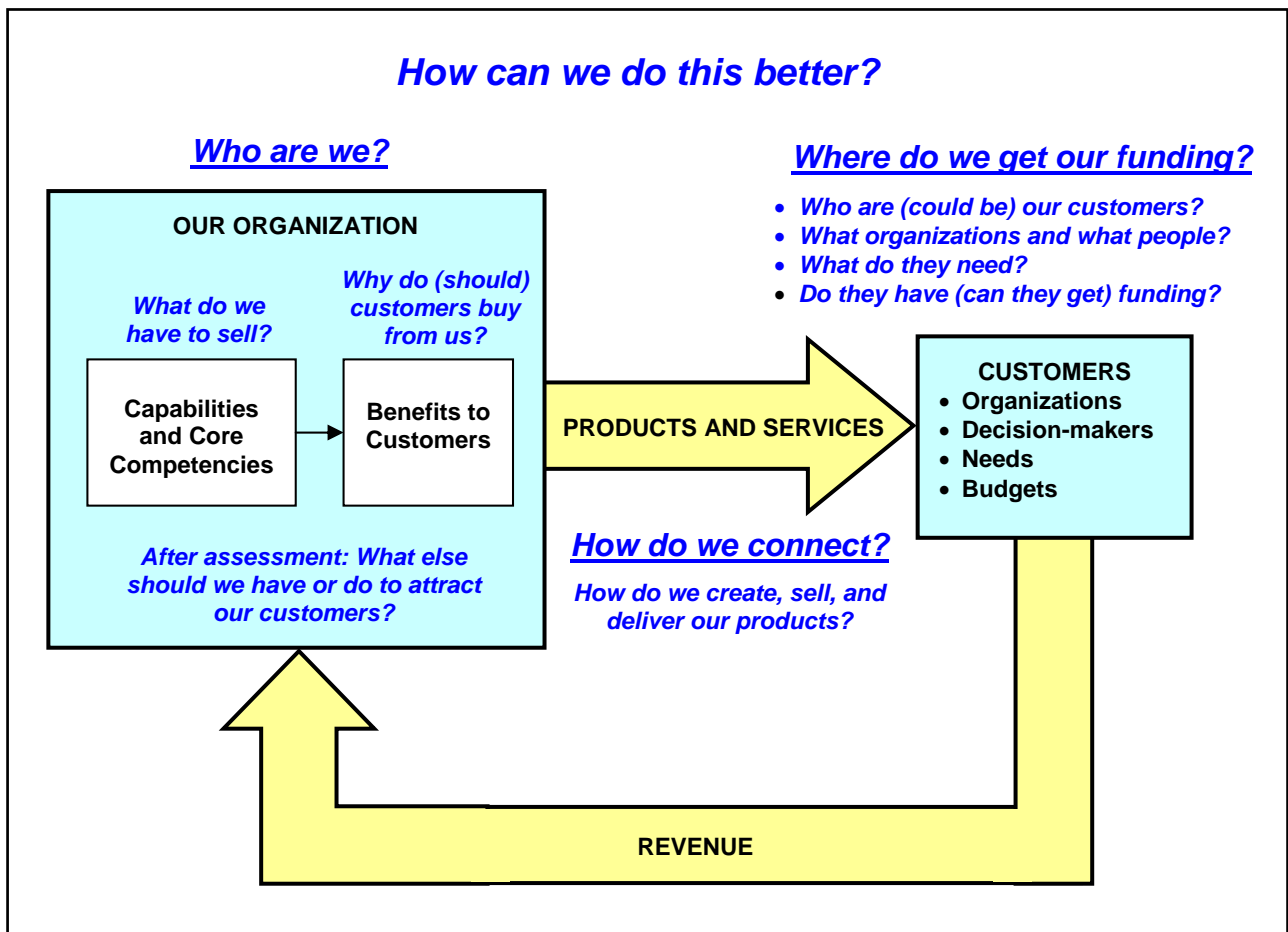 How can we do this better?
Who are we?
OUR ORGANIZATION
What do we
have to sell?
Why do (should)
customers buy
from us?
Capabilities
and Core
Competencies
Benefits to
Customers
After assessment: What else
should we have or do to attract
our customers?
PRODUCTS AND SERVICES
How do we connect?
How do we create, sell, and
deliver our products?
Where do we get our funding?
• Who are (could be) our customers?
• What organizations and what people?
• What do they need?
• Do they have (can they get) funding?
CUSTOMERS
• Organizations
• Decision-makers
• Needs
• Budgets
REVENUE